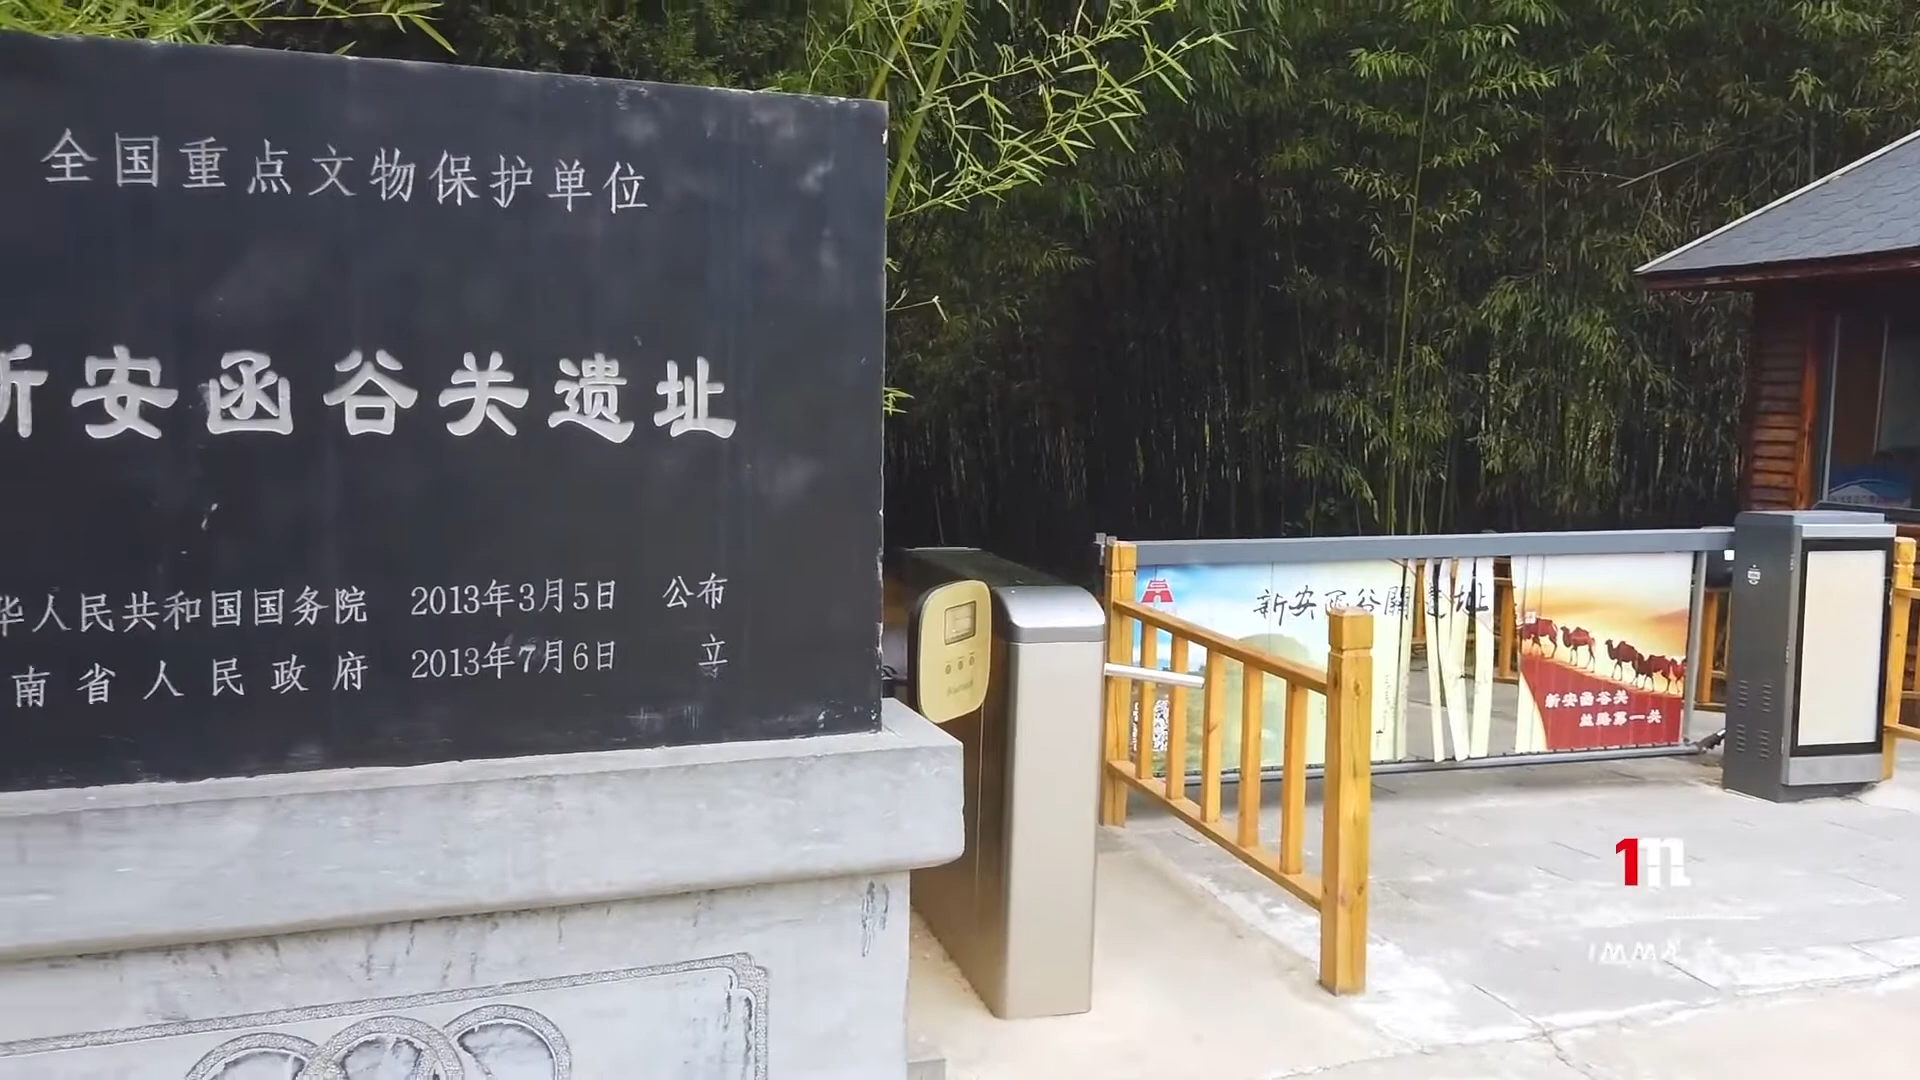 全国重点文物保护单位
新安函谷关遗址
华人民共和国国务院 2013年3月5日 公布
南省人民政府 2013年7月6日 立
新安函谷關遺址
新安函谷关
丝路第一关
1m